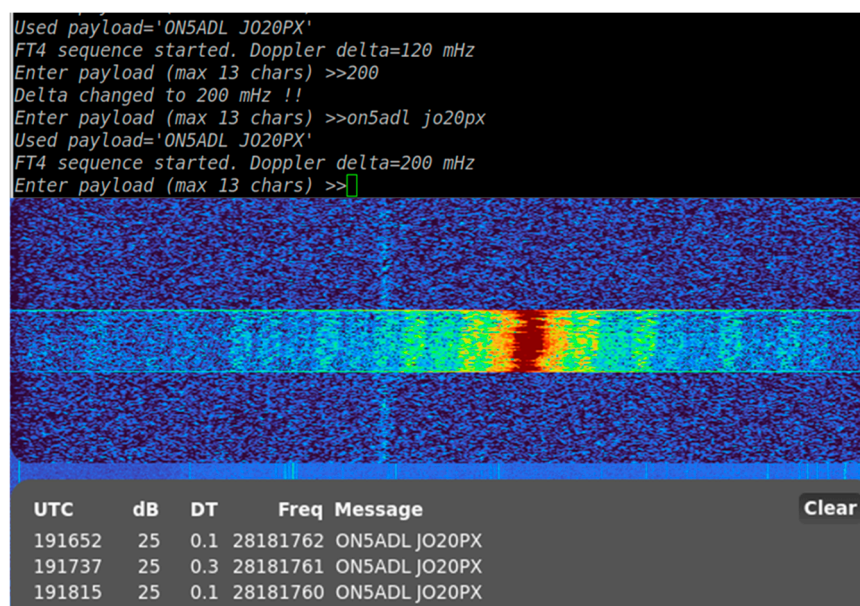 Used payload='ON5ADL JO20PX'
FT4 sequence started. Doppler delta=120 mHz
Enter payload (max 13 chars) >>200
Delta changed to 200 mHz !!
Enter payload (max 13 chars) >>on5adl jo20px
Used payload='ON5ADL JO20PX'
FT4 sequence started. Doppler delta=200 mHz
Enter payload (max 13 chars) >>
UTC dB DT Freq Message Clear
191652 25 0.1 28181762 ON5ADL JO20PX
191737 25 0.3 28181761 ON5ADL JO20PX
191815 25 0.1 28181760 ON5ADL JO20PX